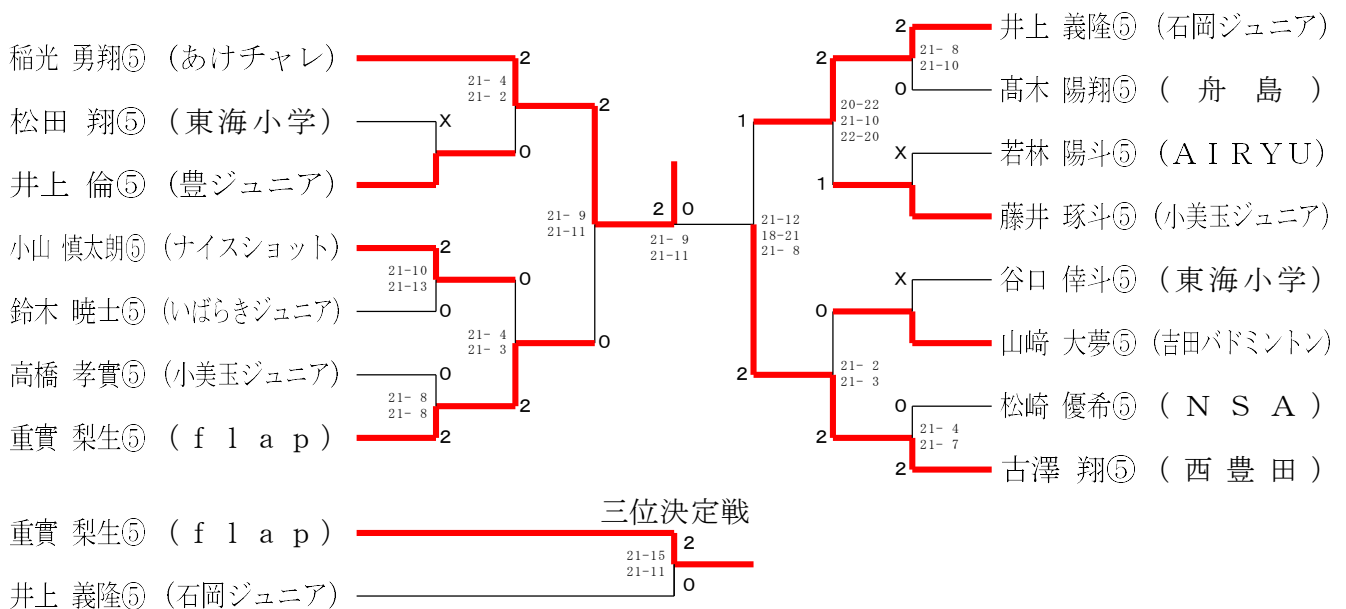 稲光 勇翔⑤ (あけチャレ)
松田 翔⑤ (東海小学)
井上 倫⑤ (豊ジュニア)
小山 慎太朗⑤ (ナイスショット)
鈴木 暁士⑤ (いばらきジュニア)
高橋 孝實⑤ (小美玉ジュニア)
重實 梨生⑤ (ｆｌａｐ)
2
21- 4
21- 2
X
0
2
21-10
21-13
0
0
21- 8
21- 8
2
2
21- 9
21-11
0
21- 4
21- 3
2
0
2 0
21- 9
21-11
1
21-12
18-21
21- 8
2
2
20-22
21-10
22-20
1
0
21- 2
21- 3
2
2
21- 8
21-10
0
X
X
0
21- 4
21- 7
2
井上 義隆⑤ (石岡ジュニア)
髙木 陽翔⑤ (舟島)
若林 陽斗⑤ (ＡＩＲＹＵ)
藤井 琢斗⑤ (小美玉ジュニア)
谷口 倖斗⑤ (東海小学)
山﨑 大夢⑤ (吉田バドミントン)
松崎 優希⑤ (ＮＳＡ)
古澤 翔⑤ (西豊田)
三位決定戦
重實 梨生⑤ (ｆｌａｐ)
井上 義隆⑤ (石岡ジュニア)
2
21-15
21-11
0